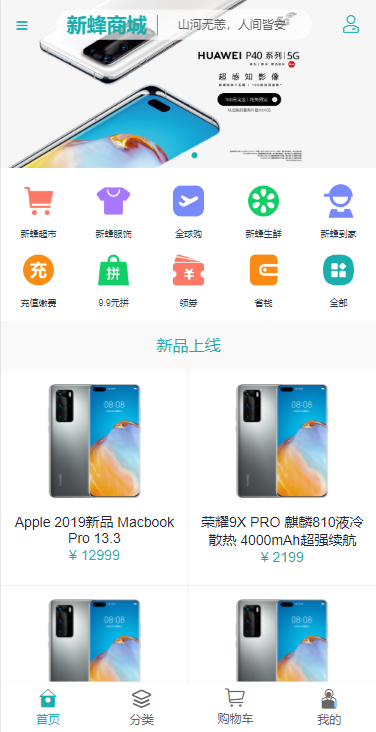 新蜂商城
山河无恙，人间皆安
HUAWEI P40 系列 | 5G
超感知影像
新蜂超市
新蜂服饰
全球购
新蜂生鲜
新蜂到家
充
拼
充值缴费
9.9元拼
领劵
省钱
全部
新品上线
08:08
08:08
Apple 2019新品 Macbook
Pro 13.3
¥ 12999
荣耀9X PRO 麒麟810液冷
散热 4000mAh超强续航
¥ 2199
08:08
08:08
首页
分类
购物车
我的